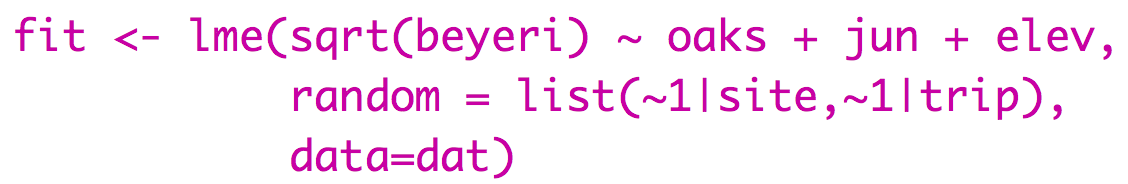 fit <- lme(sqrt(beyeri) ~ oaks + jun + elev,
           random = list(~1|site,~1|trip),
           data=dat)